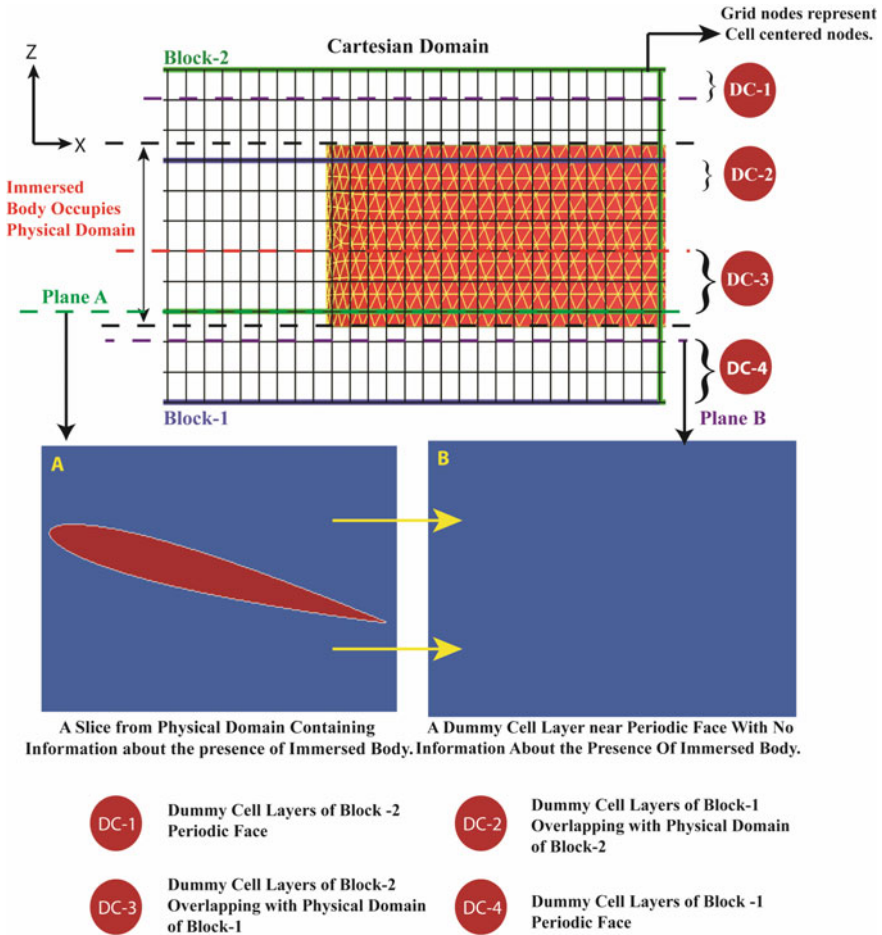 Grid nodes represent
Cell centered nodes.
Cartesian Domain
Z
Block-2
DC-1
X
DC-2
Immersed
Body Occupies
Physical Domain
DC-3
Plane A
DC-4
Block-1
Plane B
A
B
A Slice from Physical Domain Containing
Information about the presence of Immersed Body.
A Dummy Cell Layer near Periodic Face With No
Information About the Presence Of Immersed Body.
DC-1
Dummy Cell Layers of Block -2
Periodic Face
DC-2
Dummy Cell Layers of Block-1
Overlapping with Physical Domain
of Block-2
DC-3
Dummy Cell Layers of Block-2
Overlapping with Physical Domain
of Block-1
DC-4
Dummy Cell Layers of Block -1
Periodic Face